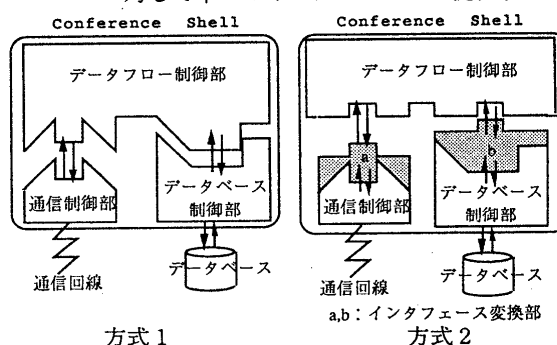 Conference Shell
データフロー制御部
通信制御部
データベース
制御部
通信回線
データベース
方式1
Conference Shell
データフロー制御部
a
b
通信制御部
データベース
制御部
通信回線
データベース
a,b:インタフェース変換部
方式2